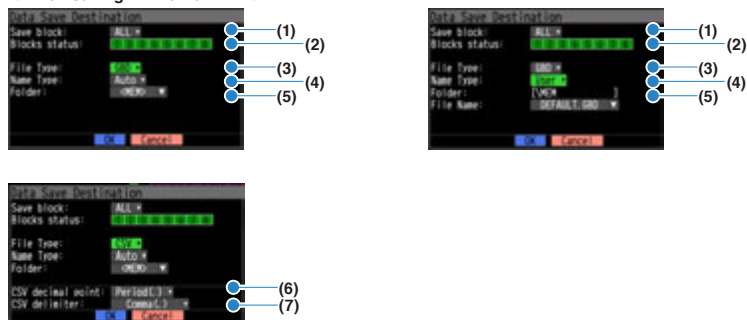 Data Save Destination
Save block: ALL
Blocks status:
File Type: GBD
Name Type: Auto
Folder: <MEM>
OK Cancel
(1)
(2)
(3)
(4)
(5)
Data Save Destination
Save block: ALL
Blocks status:
File Type: GBD
Name Type: User
Folder: [\MEM ]
File Name: DEFAULT.GBD
OK Cancel
(1)
(2)
(3)
(4)
(5)
Data Save Destination
Save block: ALL
Blocks status:
File Type: CSV
Name Type: Auto
Folder: <MEM>
CSV decimal point: Period(.)
CSV delimiter: Comma(,)
OK Cancel
(6)
(7)